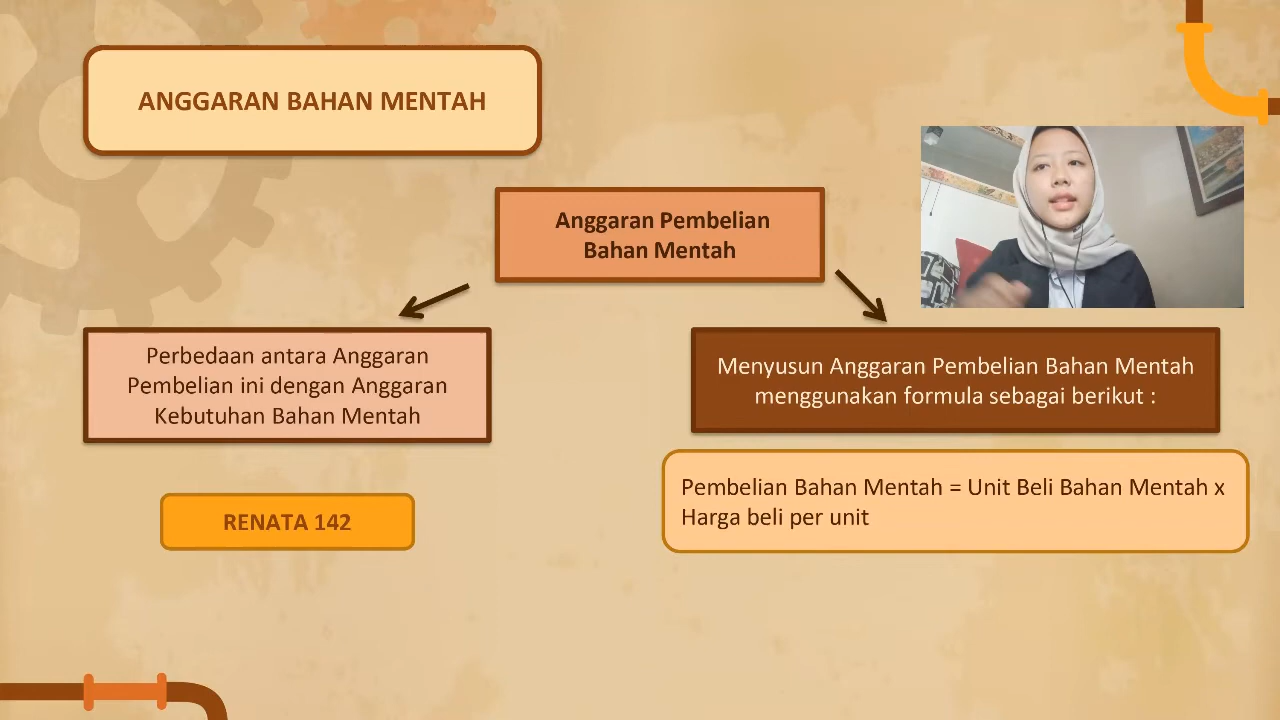 ANGGARAN BAHAN MENTAH
Anggaran Pembelian
Bahan Mentah
Perbedaan antara Anggaran
Pembelian ini dengan Anggaran
Kebutuhan Bahan Mentah
RENATA 142
Menyusun Anggaran Pembelian Bahan Mentah
menggunakan formula sebagai berikut :
Pembelian Bahan Mentah = Unit Beli Bahan Mentah x
Harga beli per unit